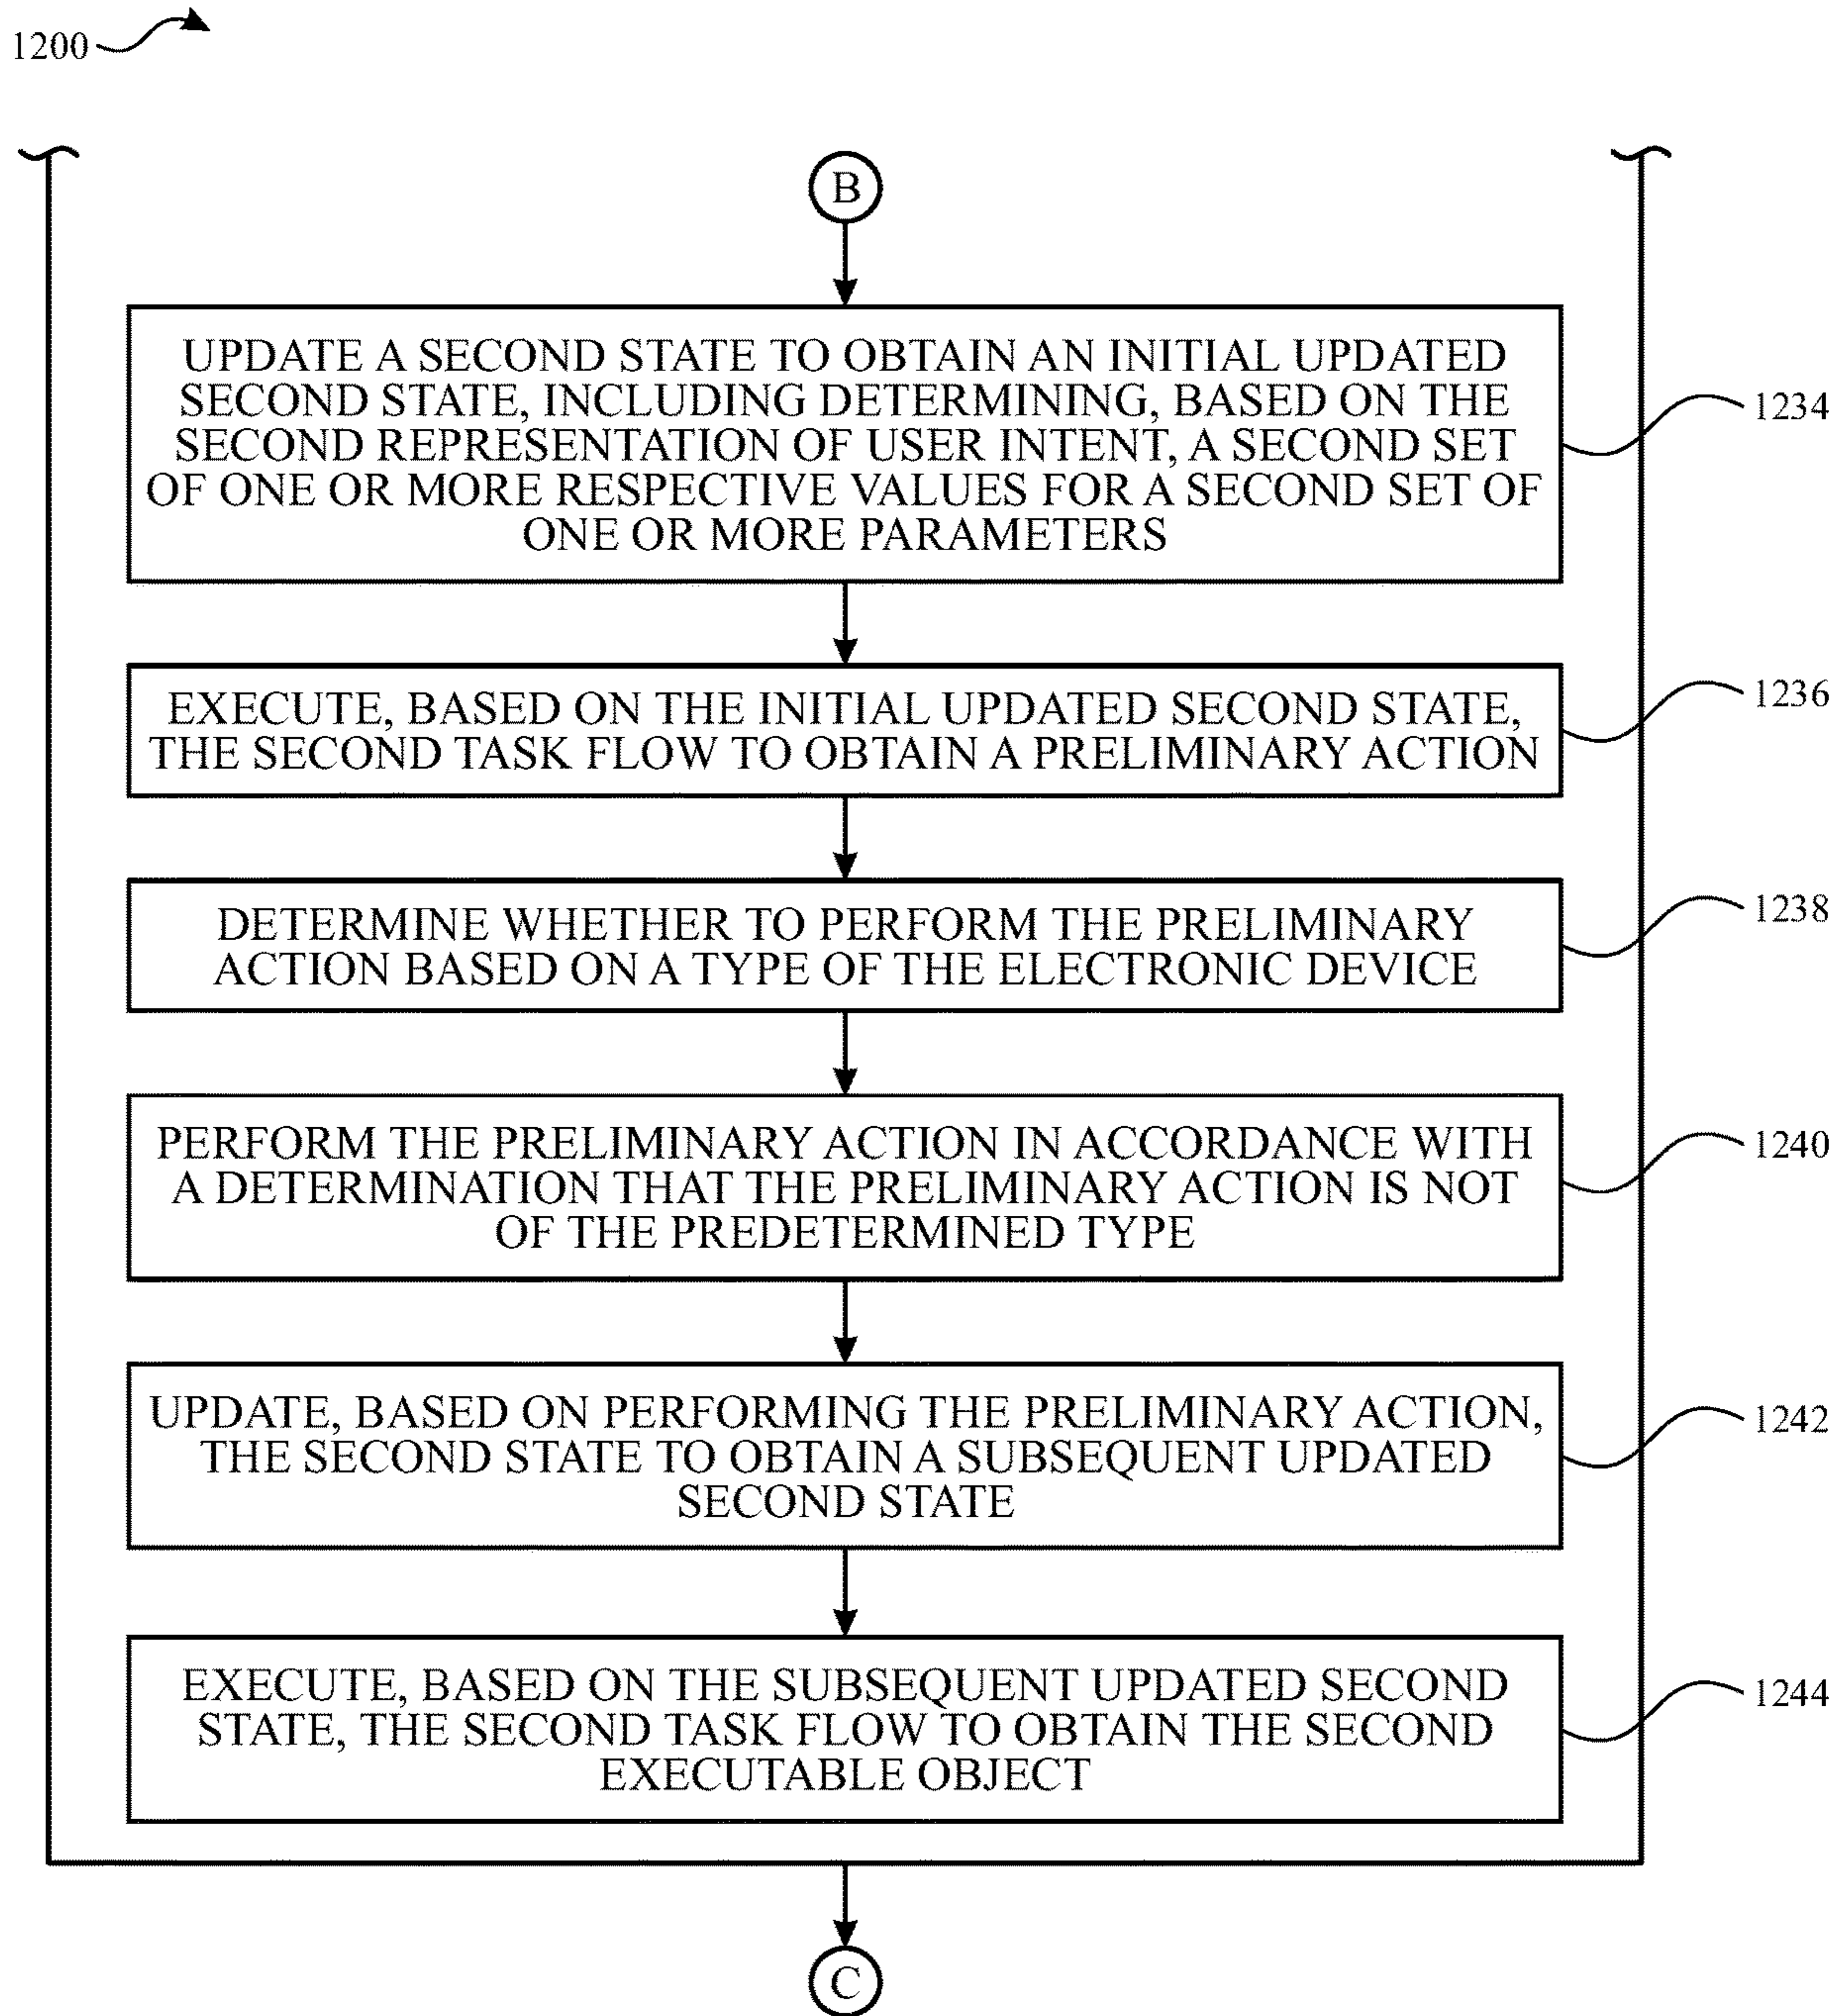 1200
B
UPDATE A SECOND STATE TO OBTAIN AN INITIAL UPDATED
SECOND STATE, INCLUDING DETERMINING, BASED ON THE
SECOND REPRESENTATION OF USER INTENT, A SECOND SET
OF ONE OR MORE RESPECTIVE VALUES FOR A SECOND SET OF
ONE OR MORE PARAMETERS
1234
EXECUTE, BASED ON THE INITIAL UPDATED SECOND STATE,
THE SECOND TASK FLOW TO OBTAIN A PRELIMINARY ACTION
1236
DETERMINE WHETHER TO PERFORM THE PRELIMINARY
ACTION BASED ON A TYPE OF THE ELECTRONIC DEVICE
1238
PERFORM THE PRELIMINARY ACTION IN ACCORDANCE WITH
A DETERMINATION THAT THE PRELIMINARY ACTION IS NOT
OF THE PREDETERMINED TYPE
1240
UPDATE, BASED ON PERFORMING THE PRELIMINARY ACTION,
THE SECOND STATE TO OBTAIN A SUBSEQUENT UPDATED
SECOND STATE
1242
EXECUTE, BASED ON THE SUBSEQUENT UPDATED SECOND
STATE, THE SECOND TASK FLOW TO OBTAIN THE SECOND
EXECUTABLE OBJECT
1244
C